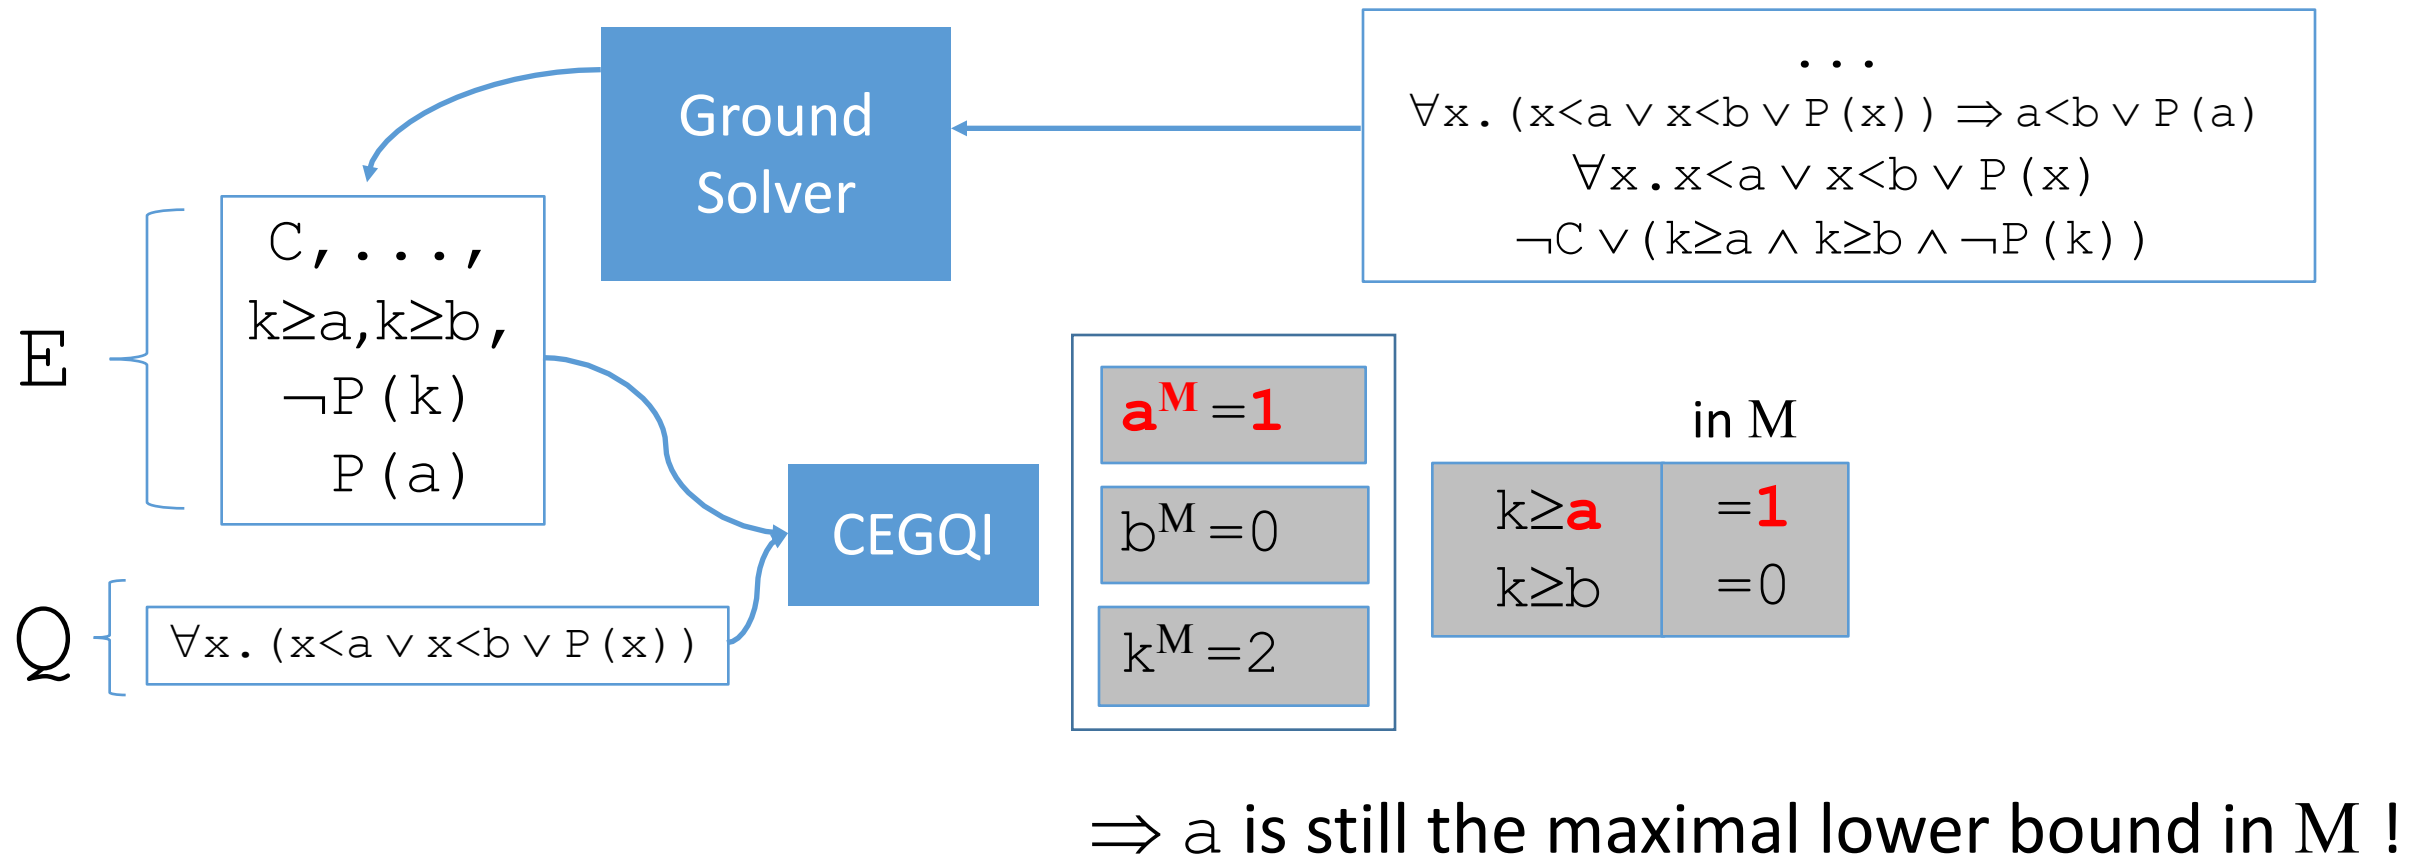 Ground
Solver
...
∀x.(x<a ∨ x<b ∨ P(x)) ⇒ a<b ∨ P(a)
∀x.x<a ∨ x<b ∨ P(x)
¬C ∨ (k≥a ∧ k≥b ∧ ¬P(k))
E
C,...,
k≥a,k≥b,
¬P(k)
P(a)
Q
∀x.(x<a ∨ x<b ∨ P(x))
CEGQI
a^M =1
b^M =0
k^M =2
in M
k≥a =1
k≥b =0
⇒ a is still the maximal lower bound in M !